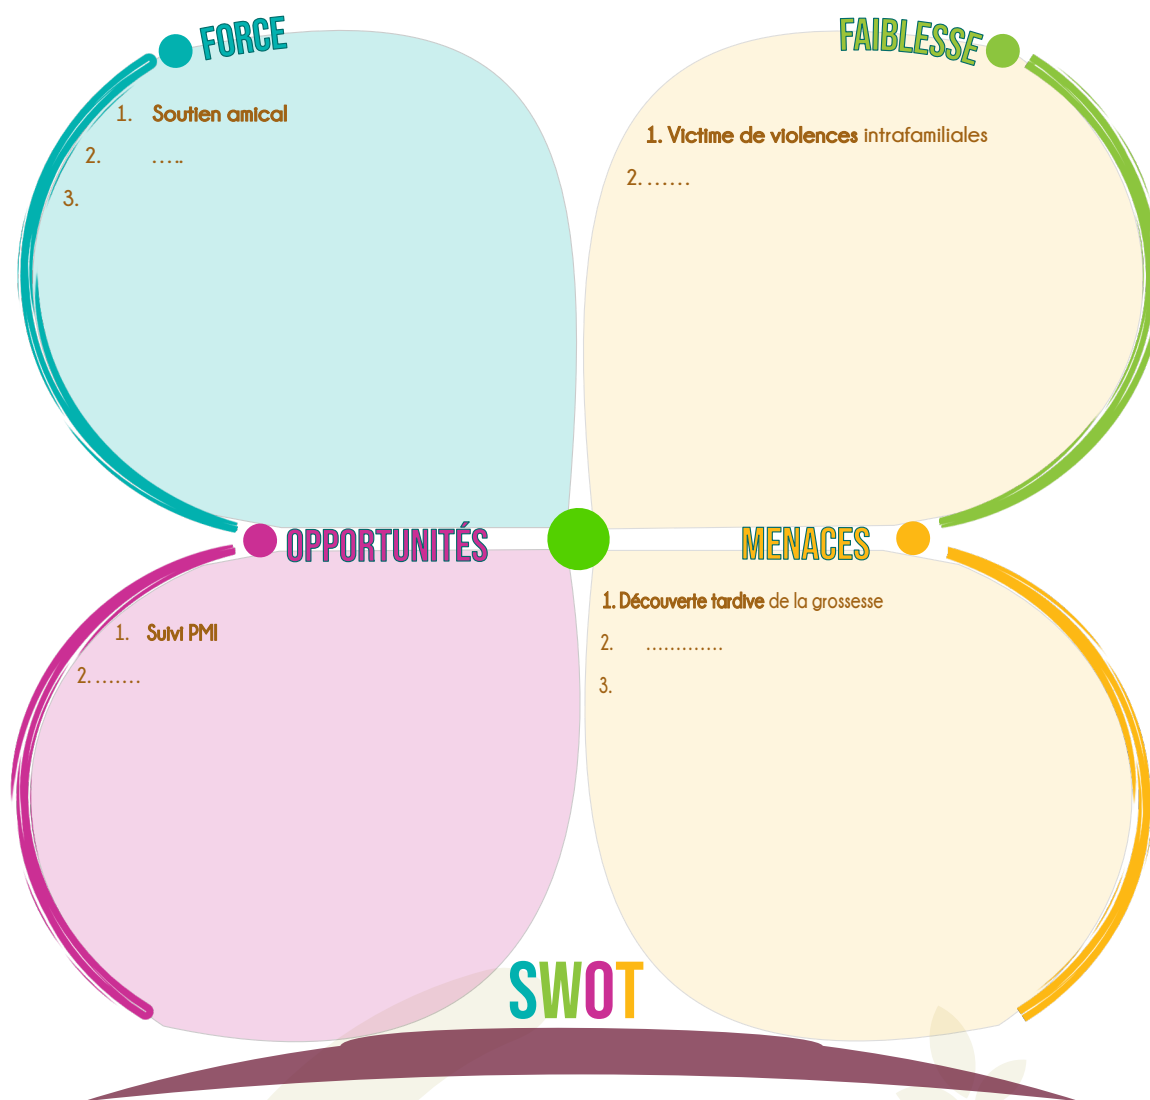 FORCE
1. Soutien amical
2. .....
3.
FAIBLESSE
1. Victime de violences intrafamiliales
2. ......
OPPORTUNITÉS
1. Suivi PMI
2. .......
MENACES
1. Découverte tardive de la grossesse
2. .............
3.
SWOT